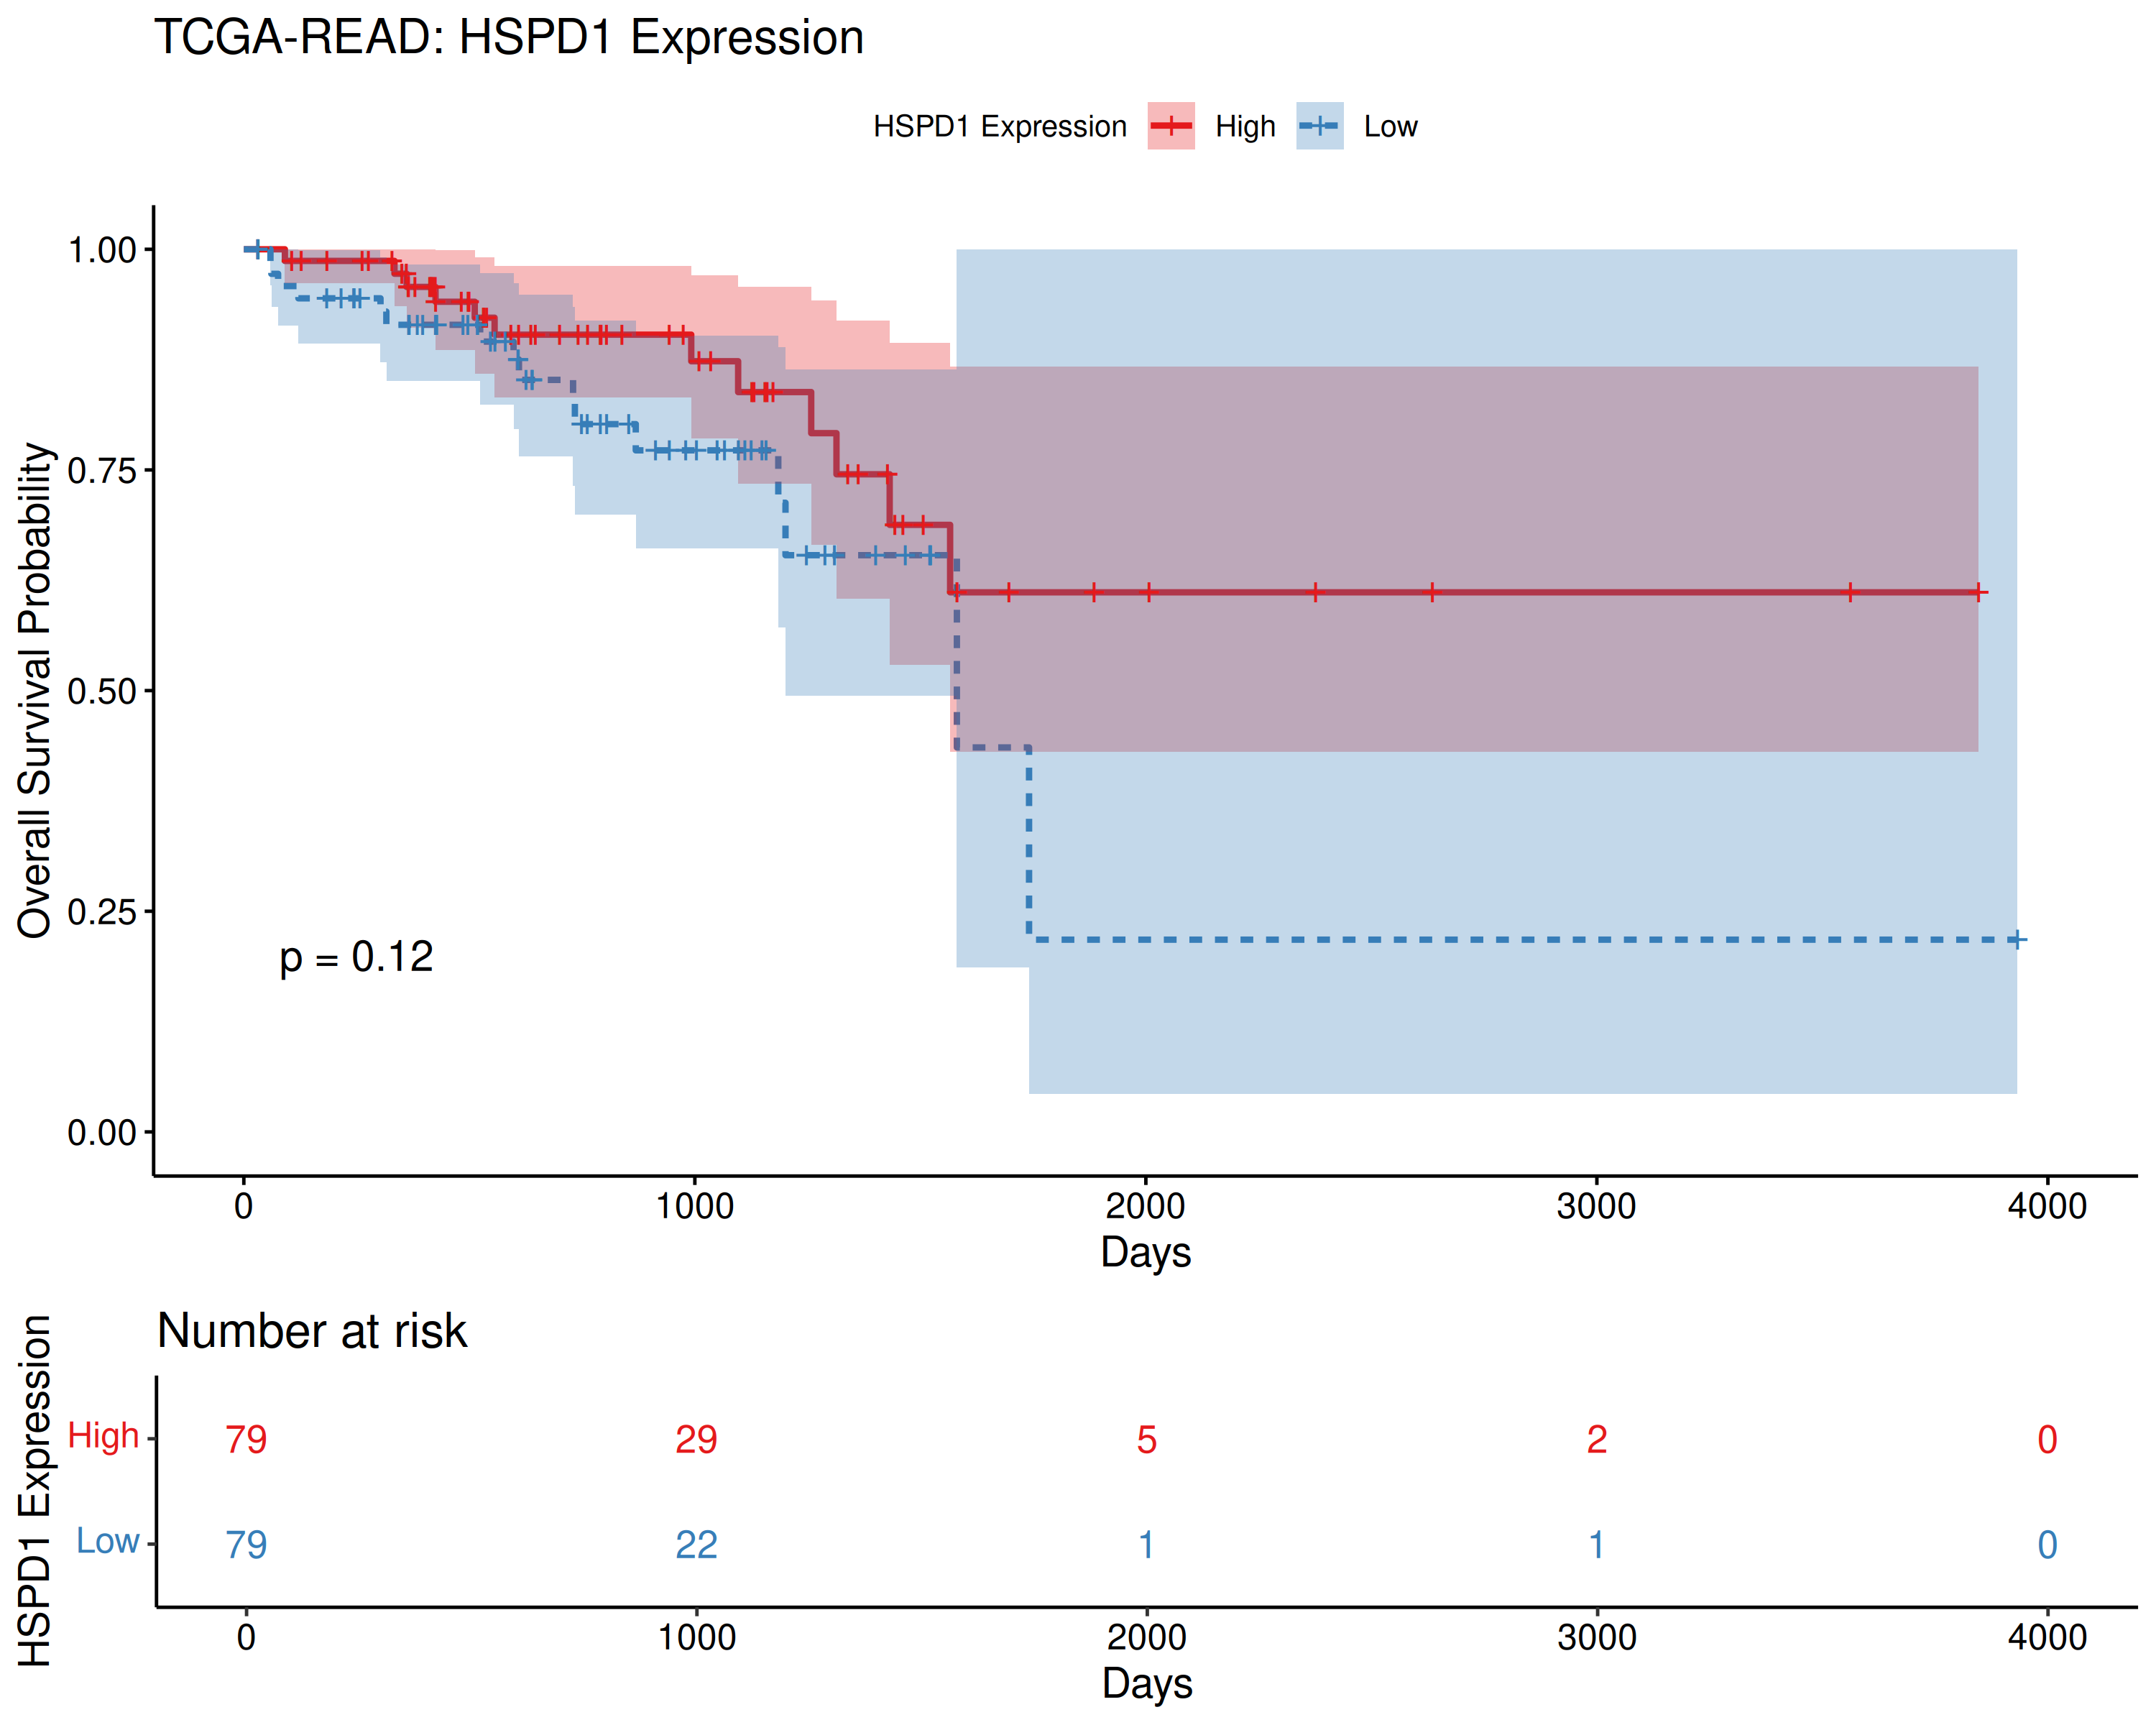 TCGA-READ: HSPD1 Expression
HSPD1 Expression High Low
Overall Survival Probability
1.00
0.75
0.50
0.25
0.00
p = 0.12
0 1000 2000 3000 4000
Days
Number at risk
HSPD1 Expression
High 79 29 5 2 0
Low 79 22 1 1 0
0 1000 2000 3000 4000
Days